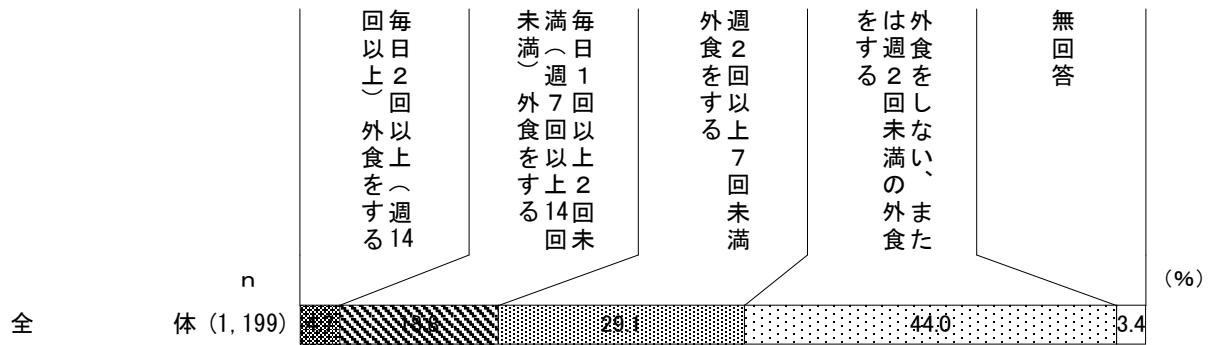 毎日２回以上（週14
回以上）　外食をする
毎日１回以上２回未
満（週７回以上14回
未満）　外食をする
週２回以上７回未満
外食をする
外食をしない、また
は週２回未満の外食
をする
無回答
ｎ
(％)
全　体 (1,199)
4.7
18.8
29.1
44.0
3.4